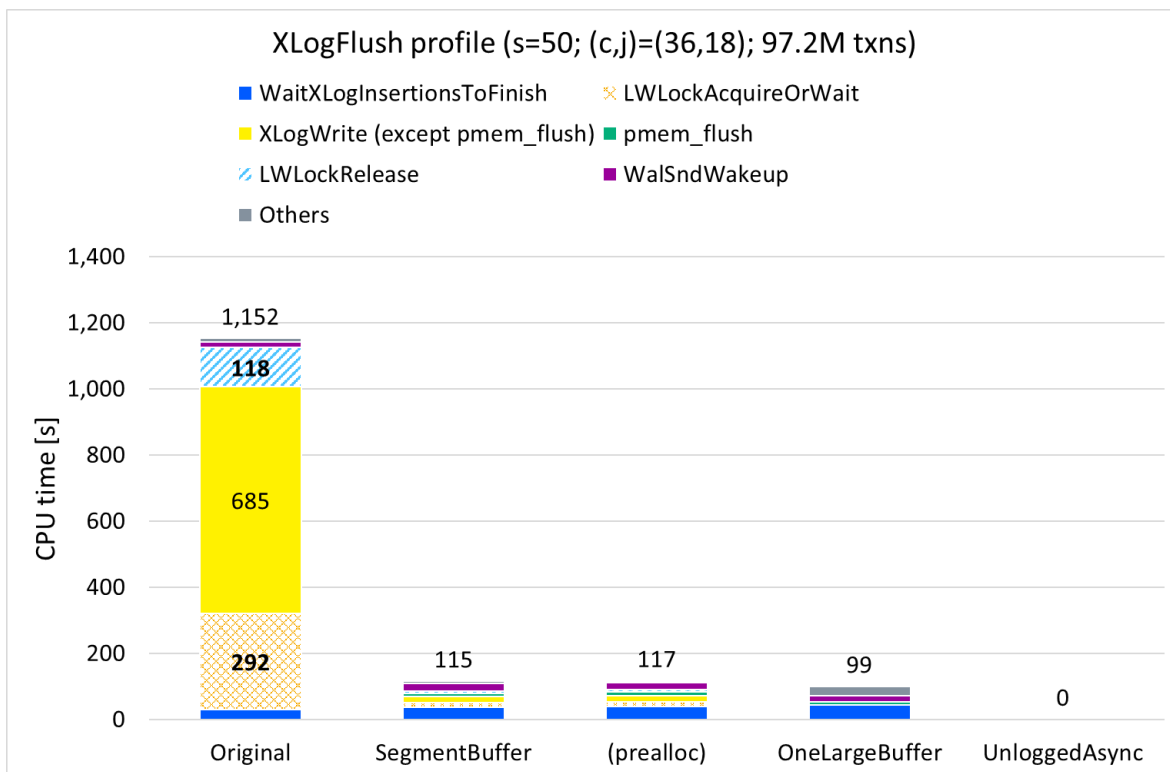 XLogFlush profile (s=50; (c,j)=(36,18); 97.2M txns)
WaitXLogInsertionsToFinish LWLockAcquireOrWait
XLogWrite (except pmem_flush) pmem_flush
LWLockRelease WalSndWakeup
Others
CPU time [s]
1,400
1,200
1,000
800
600
400
200
0
1,152
118
685
292
115
117
99
0
Original SegmentBuffer (prealloc) OneLargeBuffer UnloggedAsync